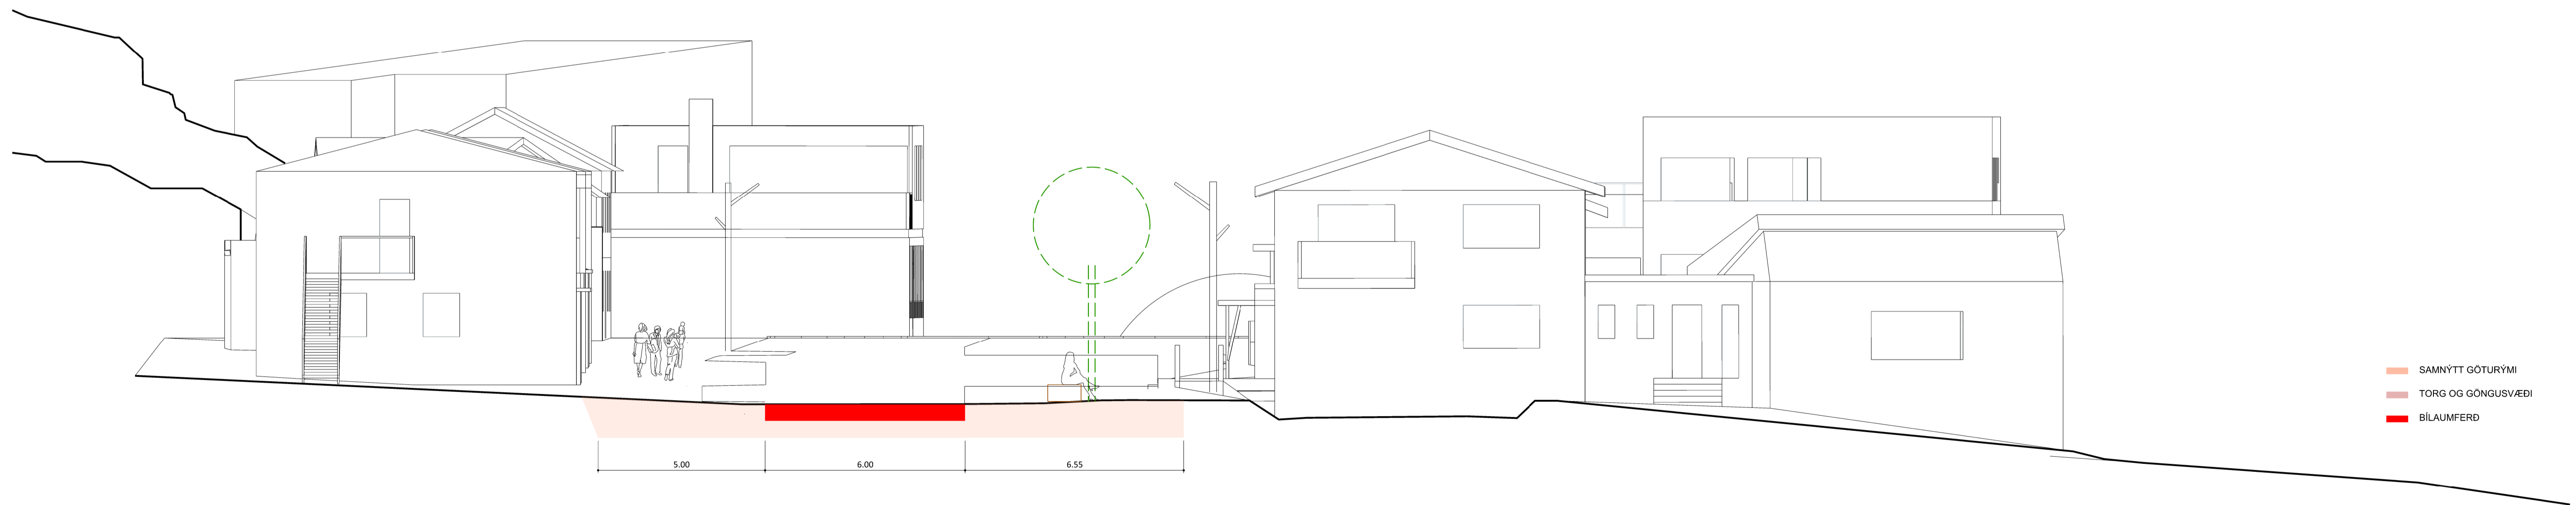 SAMNÝTT GÖTURÝMI
TORG OG GÖNGUSVÆÐI
BÍLAUMFERÐ
5.00 6.00 6.55